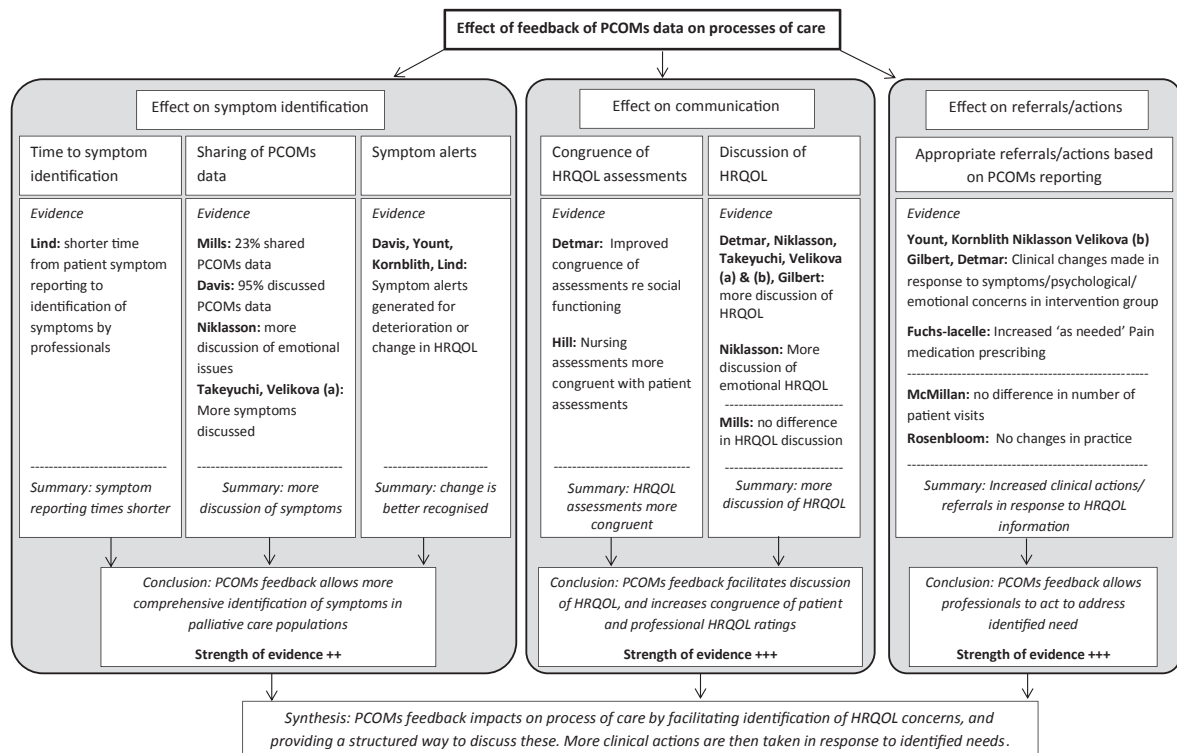 Effect of feedback of PCOMs data on processes of care
Effect on symptom identification
Time to symptom
identification
Evidence
Lind: shorter time
from patient symptom
reporting to
identification of
symptoms by
professionals
------------------------------
Summary: symptom
reporting times shorter
Sharing of PCOMs
data
Evidence
Mills: 23% shared
PCOMs data
Davis: 95% discussed
PCOMs data
Niklasson: more
discussion of emotional
issues
Takeyuchi, Velikova (a):
More symptoms
discussed
-------------------------------
Summary: more
discussion of symptoms
Symptom alerts
Evidence
Davis, Yount,
Kornblith, Lind:
Symptom alerts
generated for
deterioration or
change in HRQOL
-----------------------
Summary: change is
better recognised
Conclusion: PCOMs feedback allows more
comprehensive identification of symptoms in
palliative care populations
Strength of evidence ++
Effect on communication
Congruence of
HRQOL assessments
Evidence
Detmar: Improved
congruence of
assessments re social
functioning
Hill: Nursing
assessments more
congruent with patient
assessments
-----------------------------
Summary: HRQOL
assessments more
congruent
Discussion of
HRQOL
Evidence
Detmar, Niklasson,
Takeyuchi, Velikova
(a) & (b), Gilbert:
more discussion of
HRQOL
Niklasson: More
discussion of
emotional HRQOL
-------------------------
Mills: no difference
in HRQOL discussion
-------------------------
Summary: more
discussion of HRQOL
Conclusion: PCOMs feedback facilitates discussion
of HRQOL, and increases congruence of patient
and professional HRQOL ratings
Strength of evidence +++
Effect on referrals/actions
Appropriate referrals/actions based
on PCOMs reporting
Evidence
Yount, Kornblith Niklasson Velikova (b)
Gilbert, Detmar: Clinical changes made in
response to symptoms/psychological/
emotional concerns in intervention group
Fuchs-lacelle: Increased ‘as needed’ Pain
medication prescribing
----------------------------------------------------
McMillan: no difference in number of
patient visits
Rosenbloom: No changes in practice
----------------------------------------------------
Summary: Increased clinical actions/
referrals in response to HRQOL
information
Conclusion: PCOMs feedback allows
professionals to act to address
identified need
Strength of evidence +++
Synthesis: PCOMs feedback impacts on process of care by facilitating identification of HRQOL concerns, and
providing a structured way to discuss these. More clinical actions are then taken in response to identified needs.